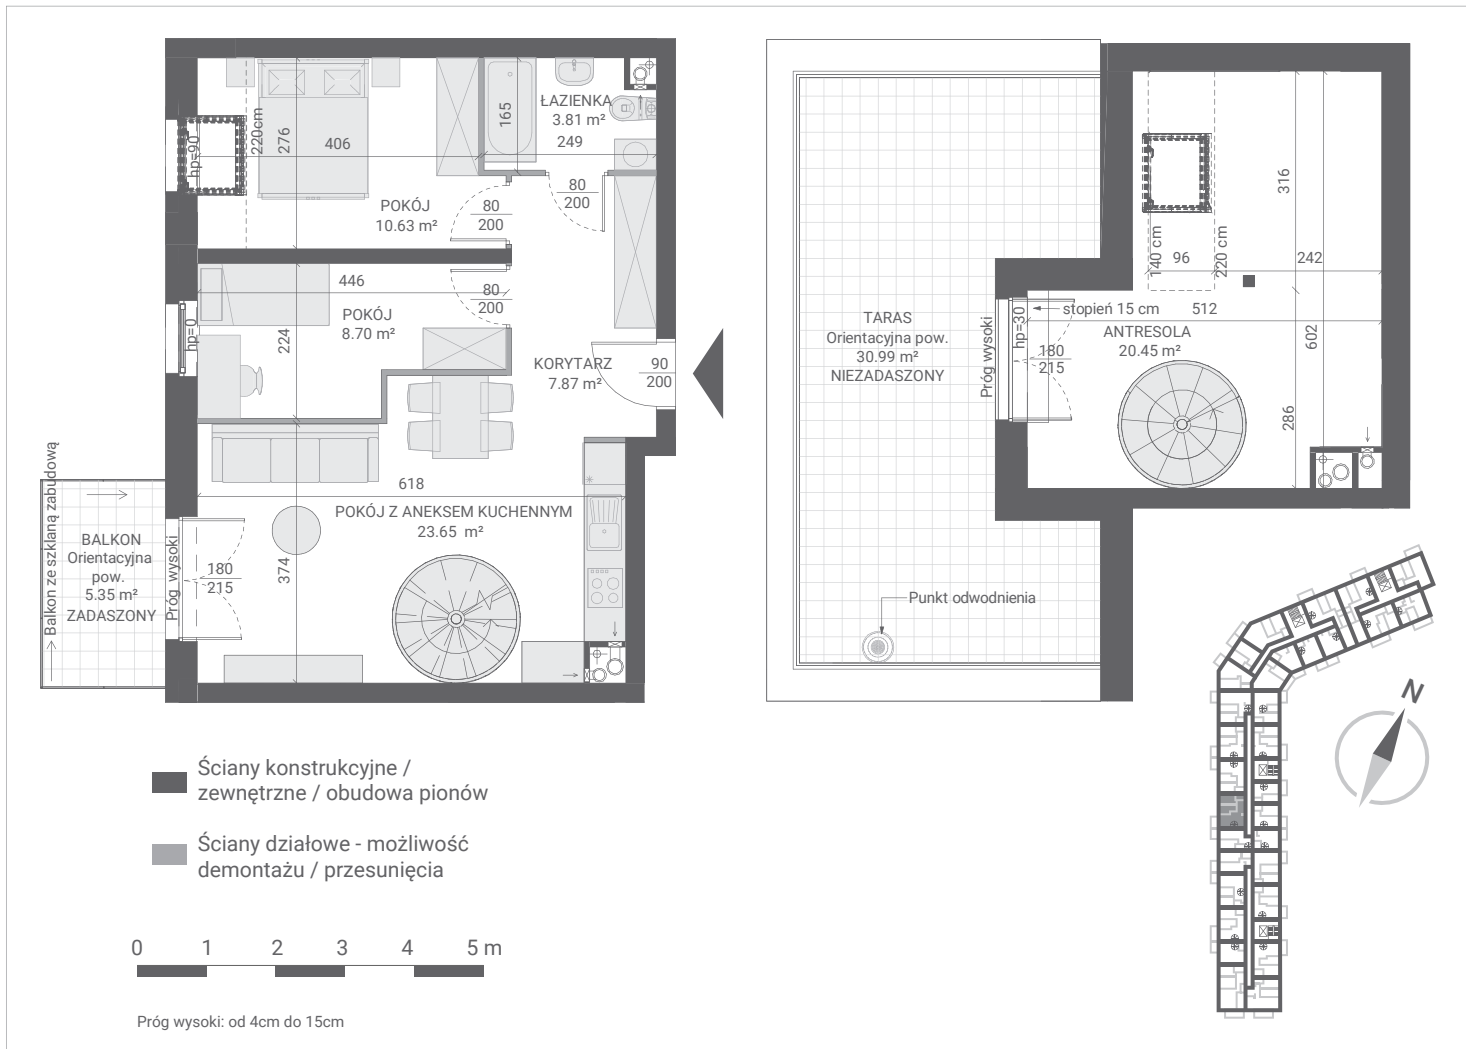 ŁAZIENKA
3.81 m²
165
249
220cm
276
406
hp=90
POKÓJ
10.63 m²
80
200
80
200
446
80
200
POKÓJ
8.70 m²
hp=0
224
KORYTARZ
7.87 m²
90
200
618
POKÓJ Z ANEKSEM KUCHENNYM
23.65 m²
374
180
215
Próg wysoki
Balkon ze szklaną zabudową
BALKON
Orientacyjna
pow.
5.35 m²
ZADASZONY
TARAS
Orientacyjna pow.
30.99 m²
NIEZADASZONY
Próg wysoki
hp=30
180
215
stopień 15 cm
512
ANTRESOLA
20.45 m²
140 cm
96
220 cm
242
316
602
286
Punkt odwodnienia
N
Ściany konstrukcyjne /
zewnętrzne / obudowa pionów
Ściany działowe - możliwość
demontażu / przesunięcia
0 1 2 3 4 5 m
Próg wysoki: od 4cm do 15cm